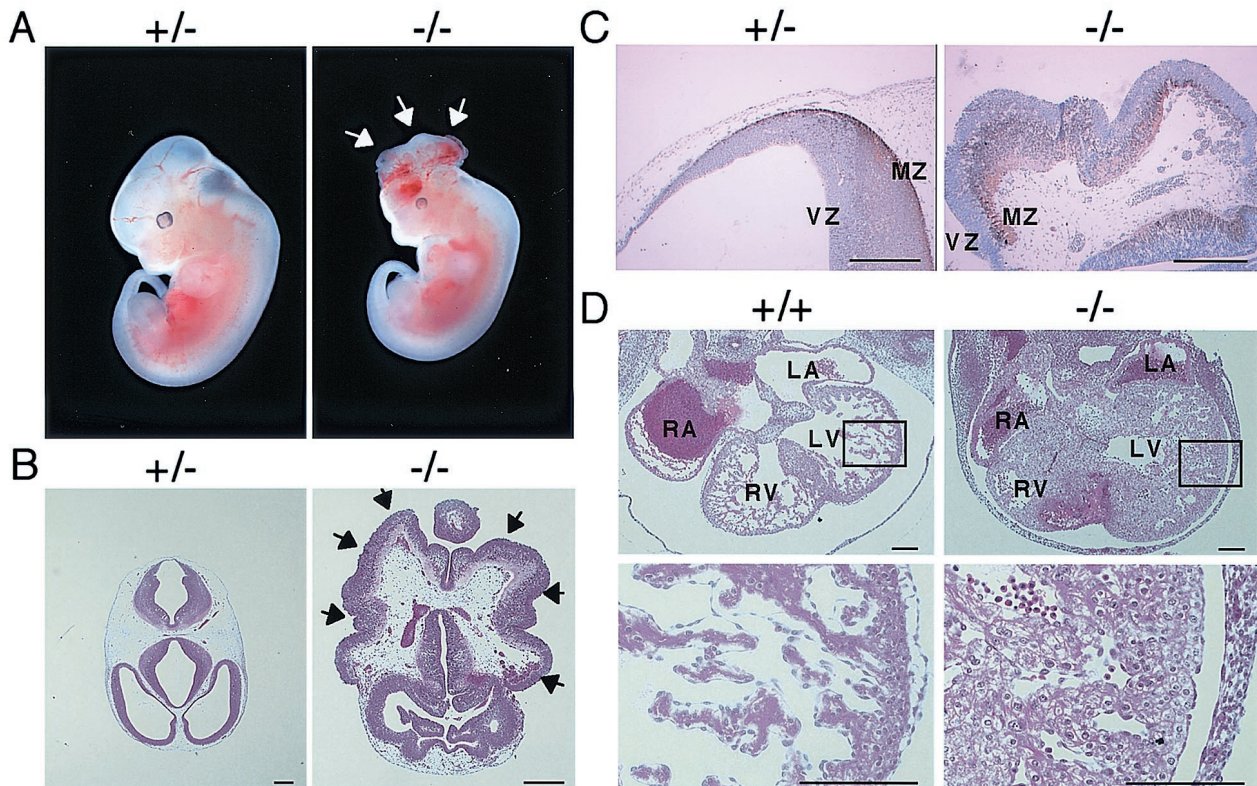 A
+/-
-/-
B
+/-
-/-
C
+/-
-/-
VZ
MZ
VZ
MZ
D
+/+
-/-
LA
RA
LV
RV
LA
RA
LV
RV